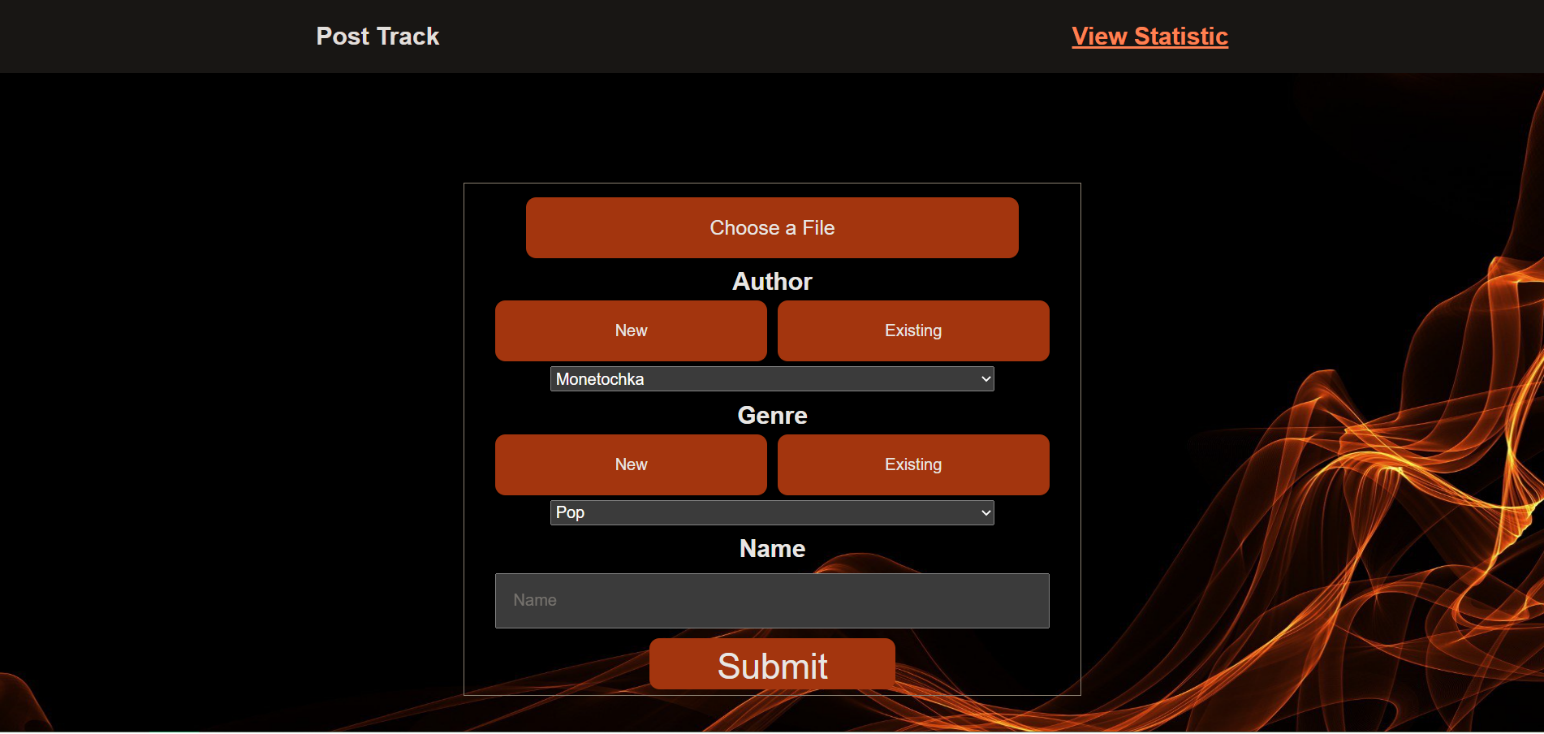 Post Track View Statistic
Choose a File
Author
New Existing
Monetochka
Genre
New Existing
Pop
Name
Name
Submit